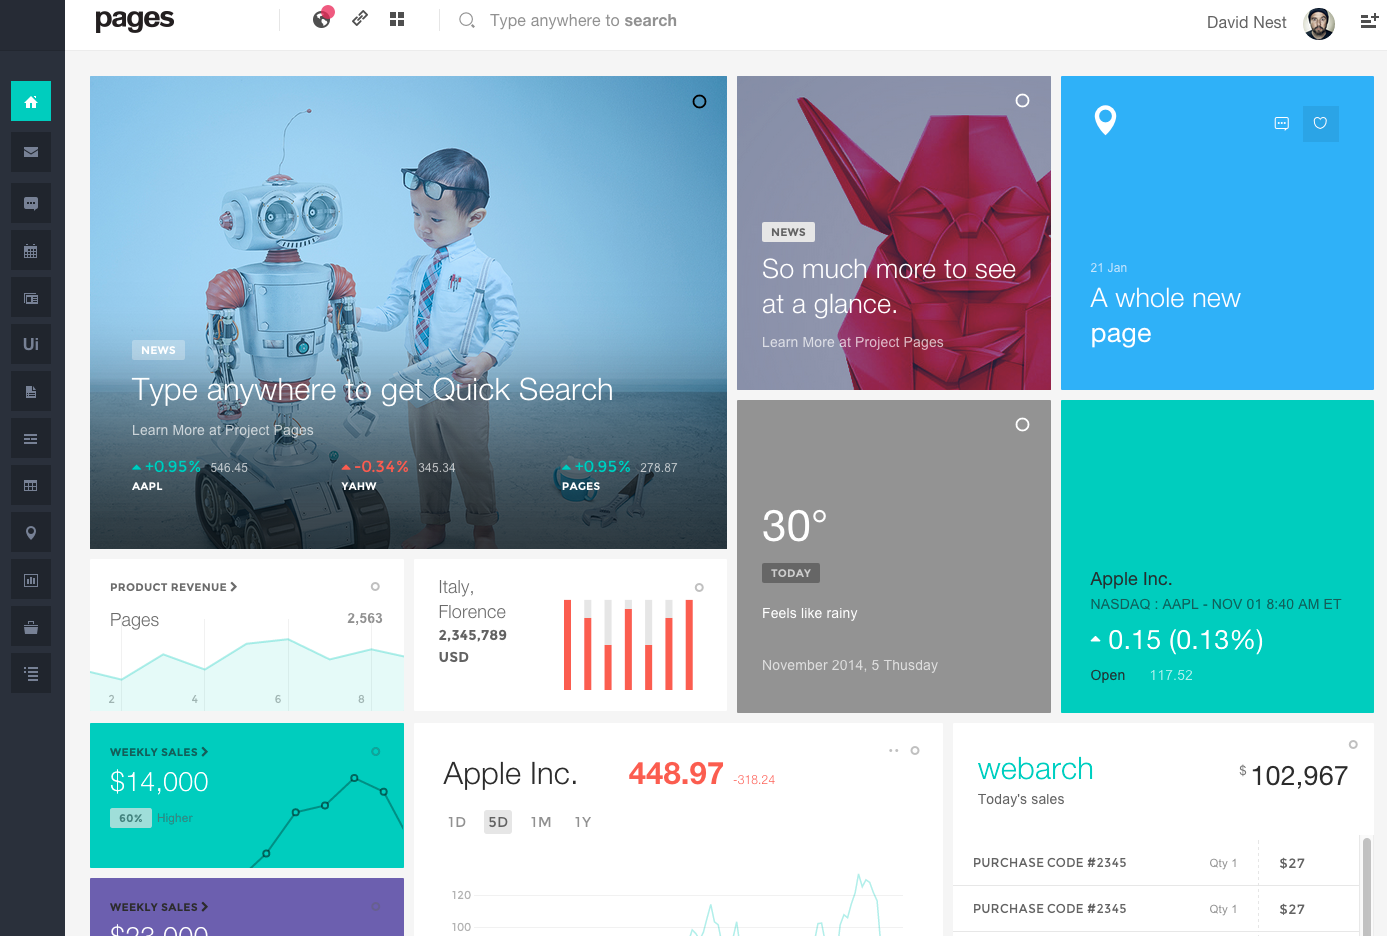 pages
Type anywhere to search
David Nest
Ui
NEWS
Type anywhere to get Quick Search
Learn More at Project Pages
+0.95% 546.45
AAPL
-0.34% 345.34
YAHW
+0.95% 278.87
PAGES
NEWS
So much more to see
at a glance.
Learn More at Project Pages
21 Jan
A whole new
page
30°
TODAY
Feels like rainy
November 2014, 5 Thusday
Apple Inc.
NASDAQ : AAPL - NOV 01 8:40 AM ET
0.15 (0.13%)
Open 117.52
PRODUCT REVENUE
Pages 2,563
2 4 6 8
Italy,
Florence
2,345,789
USD
WEEKLY SALES
$14,000
60% Higher
WEEKLY SALES
$23,000
Apple Inc. 448.97 -318.24
1D 5D 1M 1Y
120
100
webarch
Today's sales
$102,967
PURCHASE CODE #2345 Qty 1 $27
PURCHASE CODE #2345 Qty 1 $27